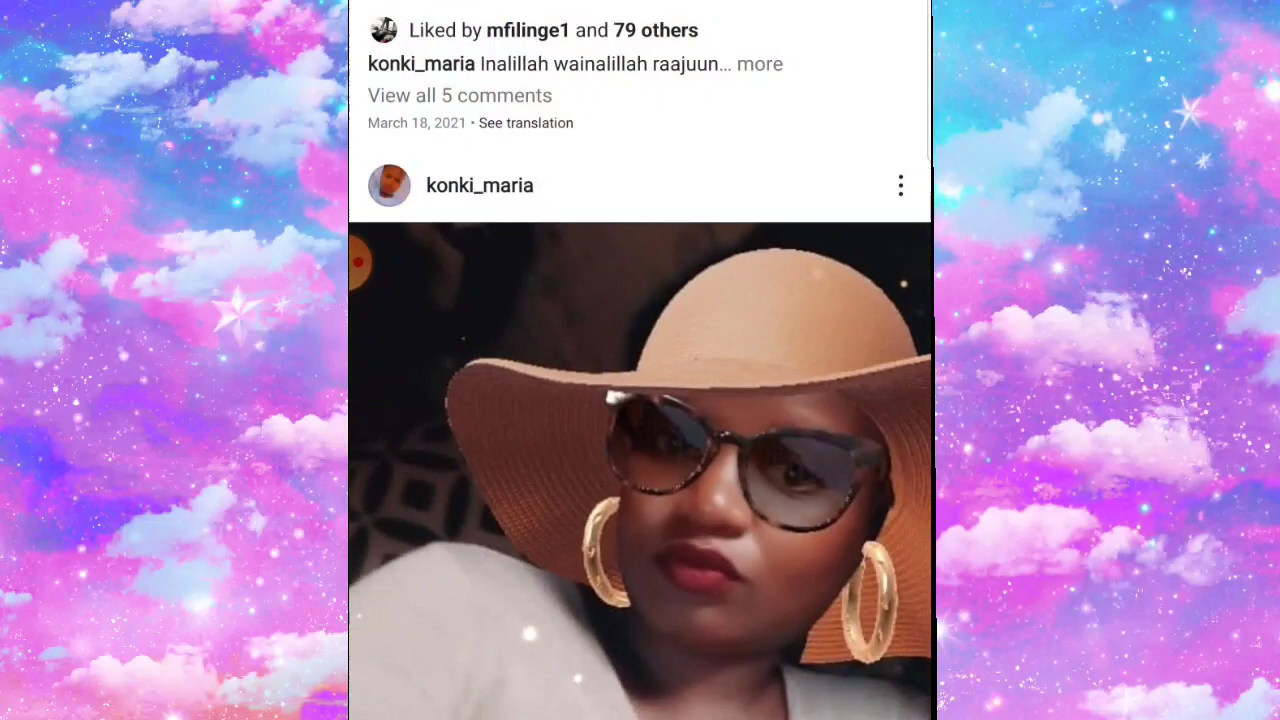 Liked by mfilinge1 and 79 others
konki_maria Inalillah wainalillah raajuun... more
View all 5 comments
March 18, 2021 • See translation
konki_maria